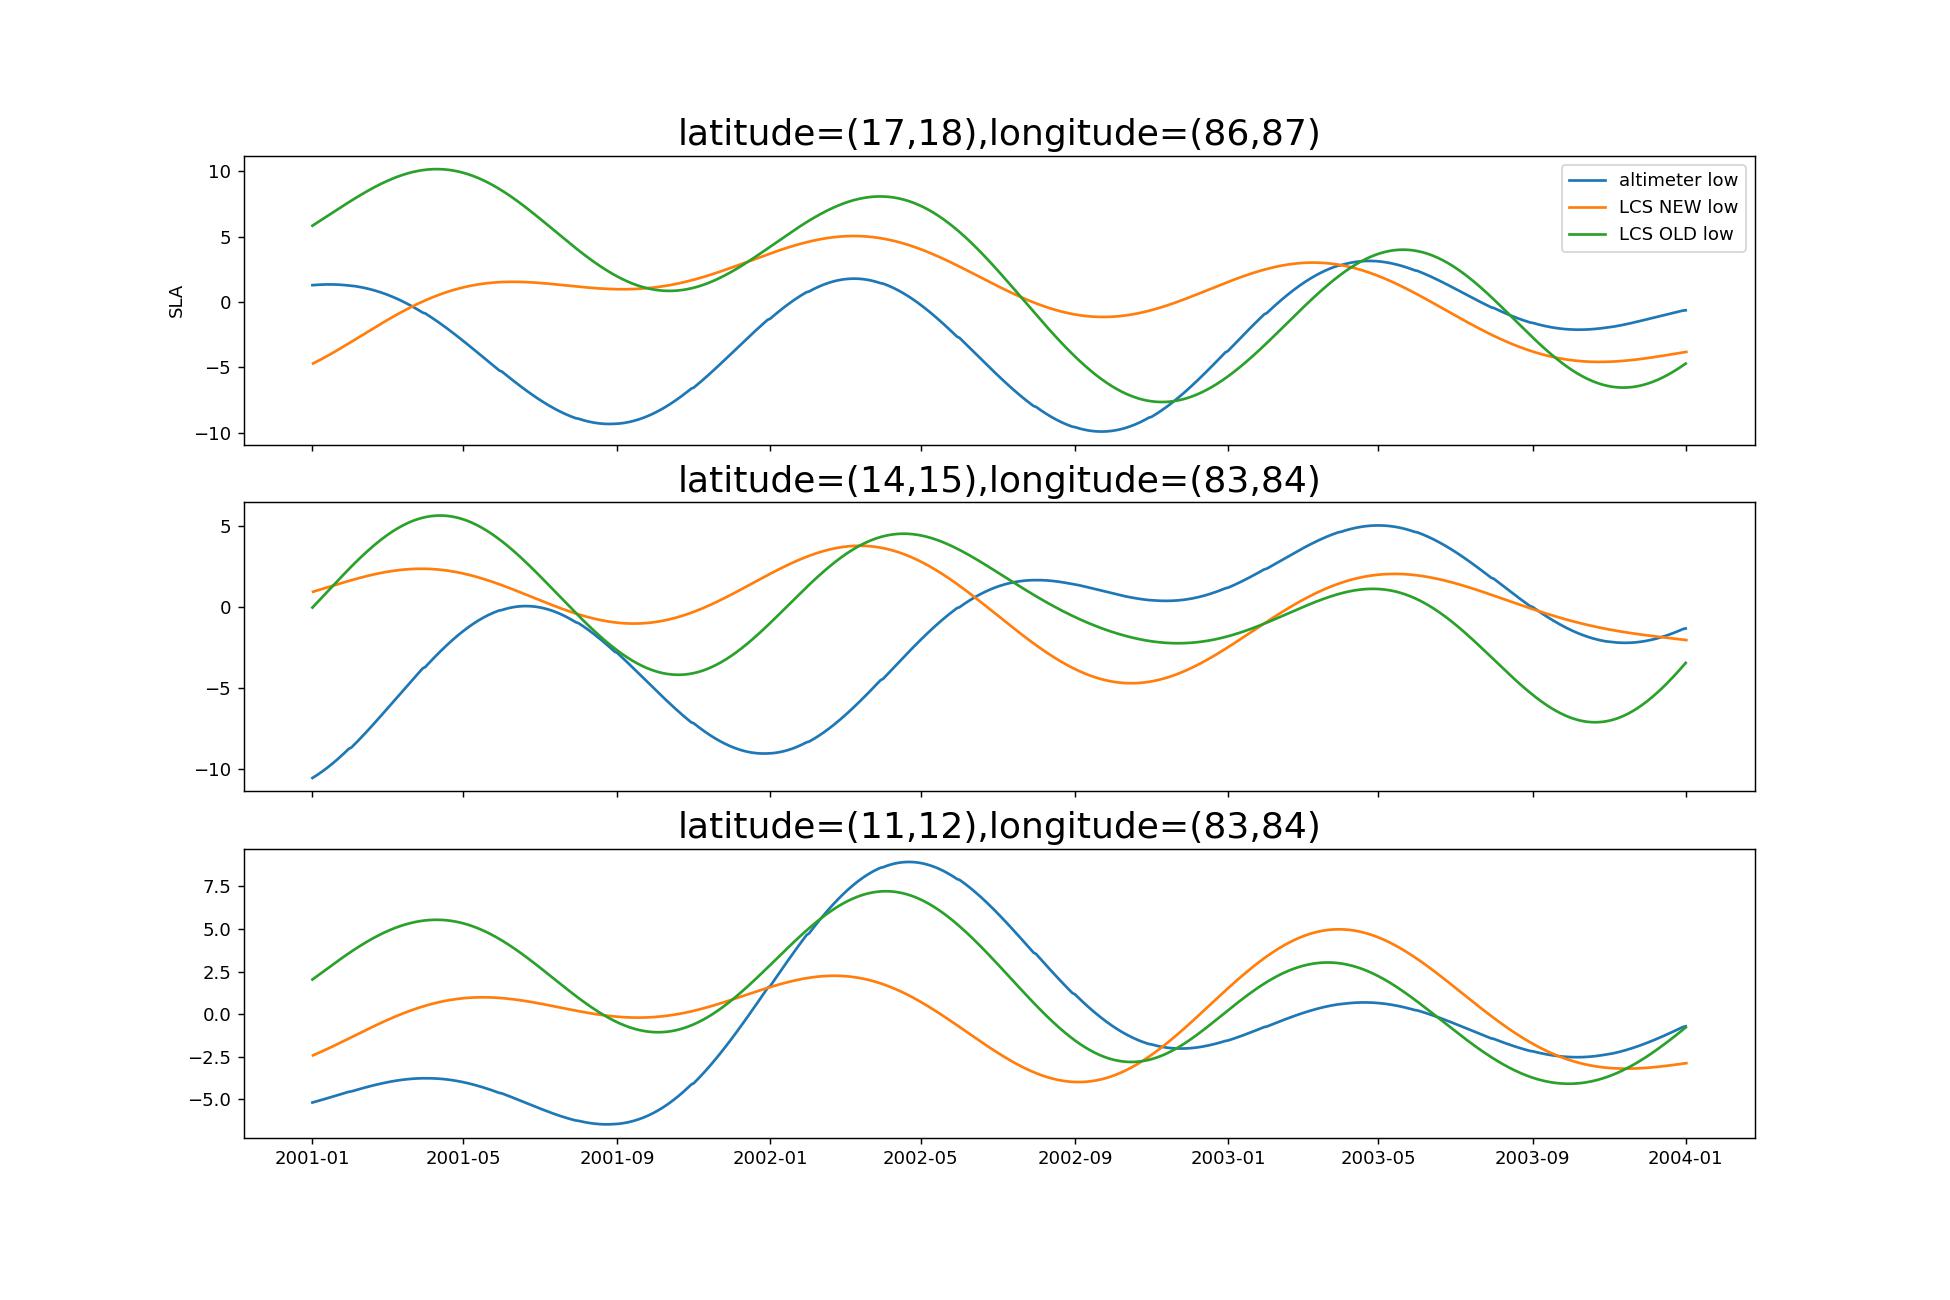 latitude=(17,18),longitude=(86,87)
10
5
0
−5
−10
SLA
altimeter low
LCS NEW low
LCS OLD low
latitude=(14,15),longitude=(83,84)
5
0
−5
−10
latitude=(11,12),longitude=(83,84)
7.5
5.0
2.5
0.0
−2.5
−5.0
2001-01 2001-05 2001-09 2002-01 2002-05 2002-09 2003-01 2003-05 2003-09 2004-01